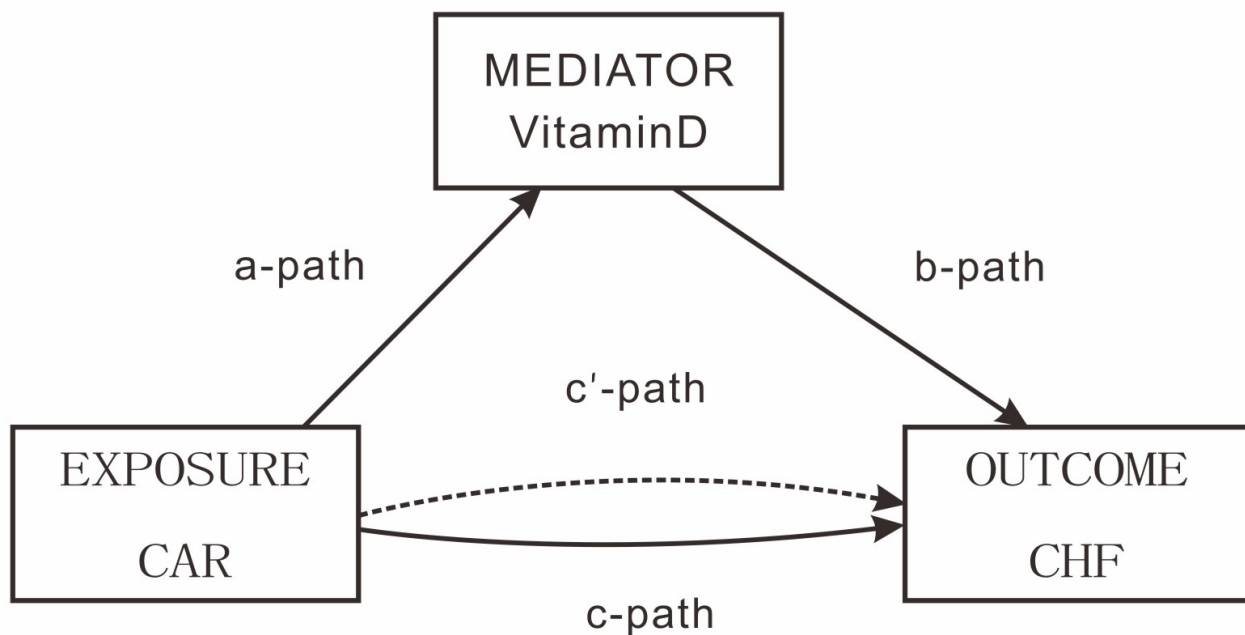 MEDIATOR
VitaminD
a-path
b-path
c'-path
EXPOSURE
CAR
OUTCOME
CHF
c-path